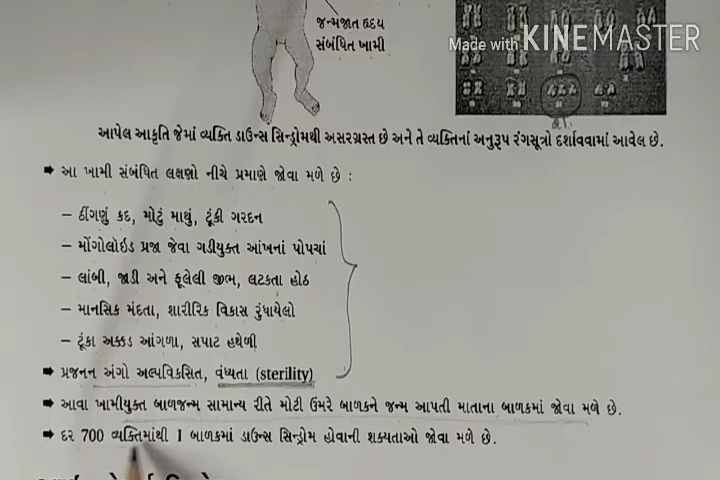 જન્મજાત હૃદય
સંબંધિત ખામી
Made with KINEMASTER
આપેલ આકૃતિ જેમાં વ્યક્તિ ડાઉન્સ સિન્ડ્રોમથી અસરગ્રસ્ત છે અને તે વ્યક્તિનાં અનુરૂપ રંગસૂત્રો દર્શાવવામાં આવેલ છે.
➡ આ ખામી સંબંધિત લક્ષણો નીચે પ્રમાણે જોવા મળે છે :
– ઠીંગણું કદ, મોટું માથું, ટૂંકી ગરદન
– મોંગોલોઇડ પ્રજા જેવા ગડીયુક્ત આંખનાં પોપચાં
– લાંબી, જાડી અને ફૂલેલી જીભ, લટકતા હોઠ
– માનસિક મંદતા, શારીરિક વિકાસ રુંધાયેલો
– ટૂંકા અક્કડ આંગળા, સપાટ હથેળી
➡ પ્રજનન અંગો અલ્પવિકસિત, વંધ્યતા (sterility)
➡ આવા ખામીયુક્ત બાળજન્મ સામાન્ય રીતે મોટી ઉંમરે બાળકને જન્મ આપતી માતાના બાળકમાં જોવા મળે છે.
➡ દર 700 વ્યક્તિમાંથી 1 બાળકમાં ડાઉન્સ સિન્ડ્રોમ હોવાની શક્યતાઓ જોવા મળે છે.